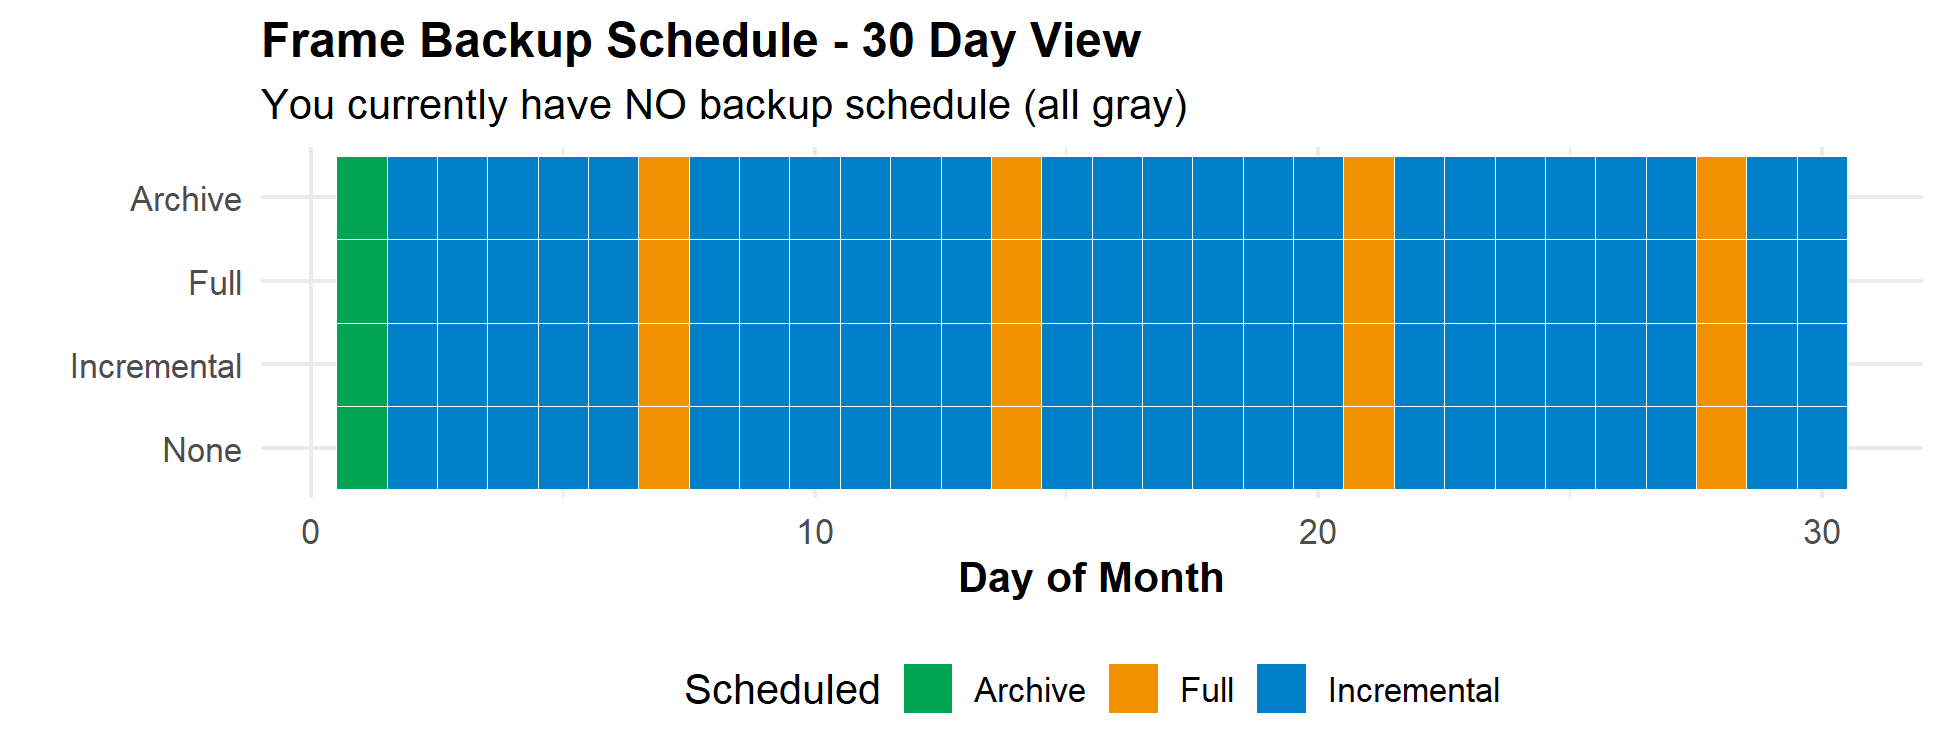 Frame Backup Schedule - 30 Day View
You currently have NO backup schedule (all gray)
Archive
Full
Incremental
None
0 10 20 30
Day of Month
Scheduled Archive Full Incremental